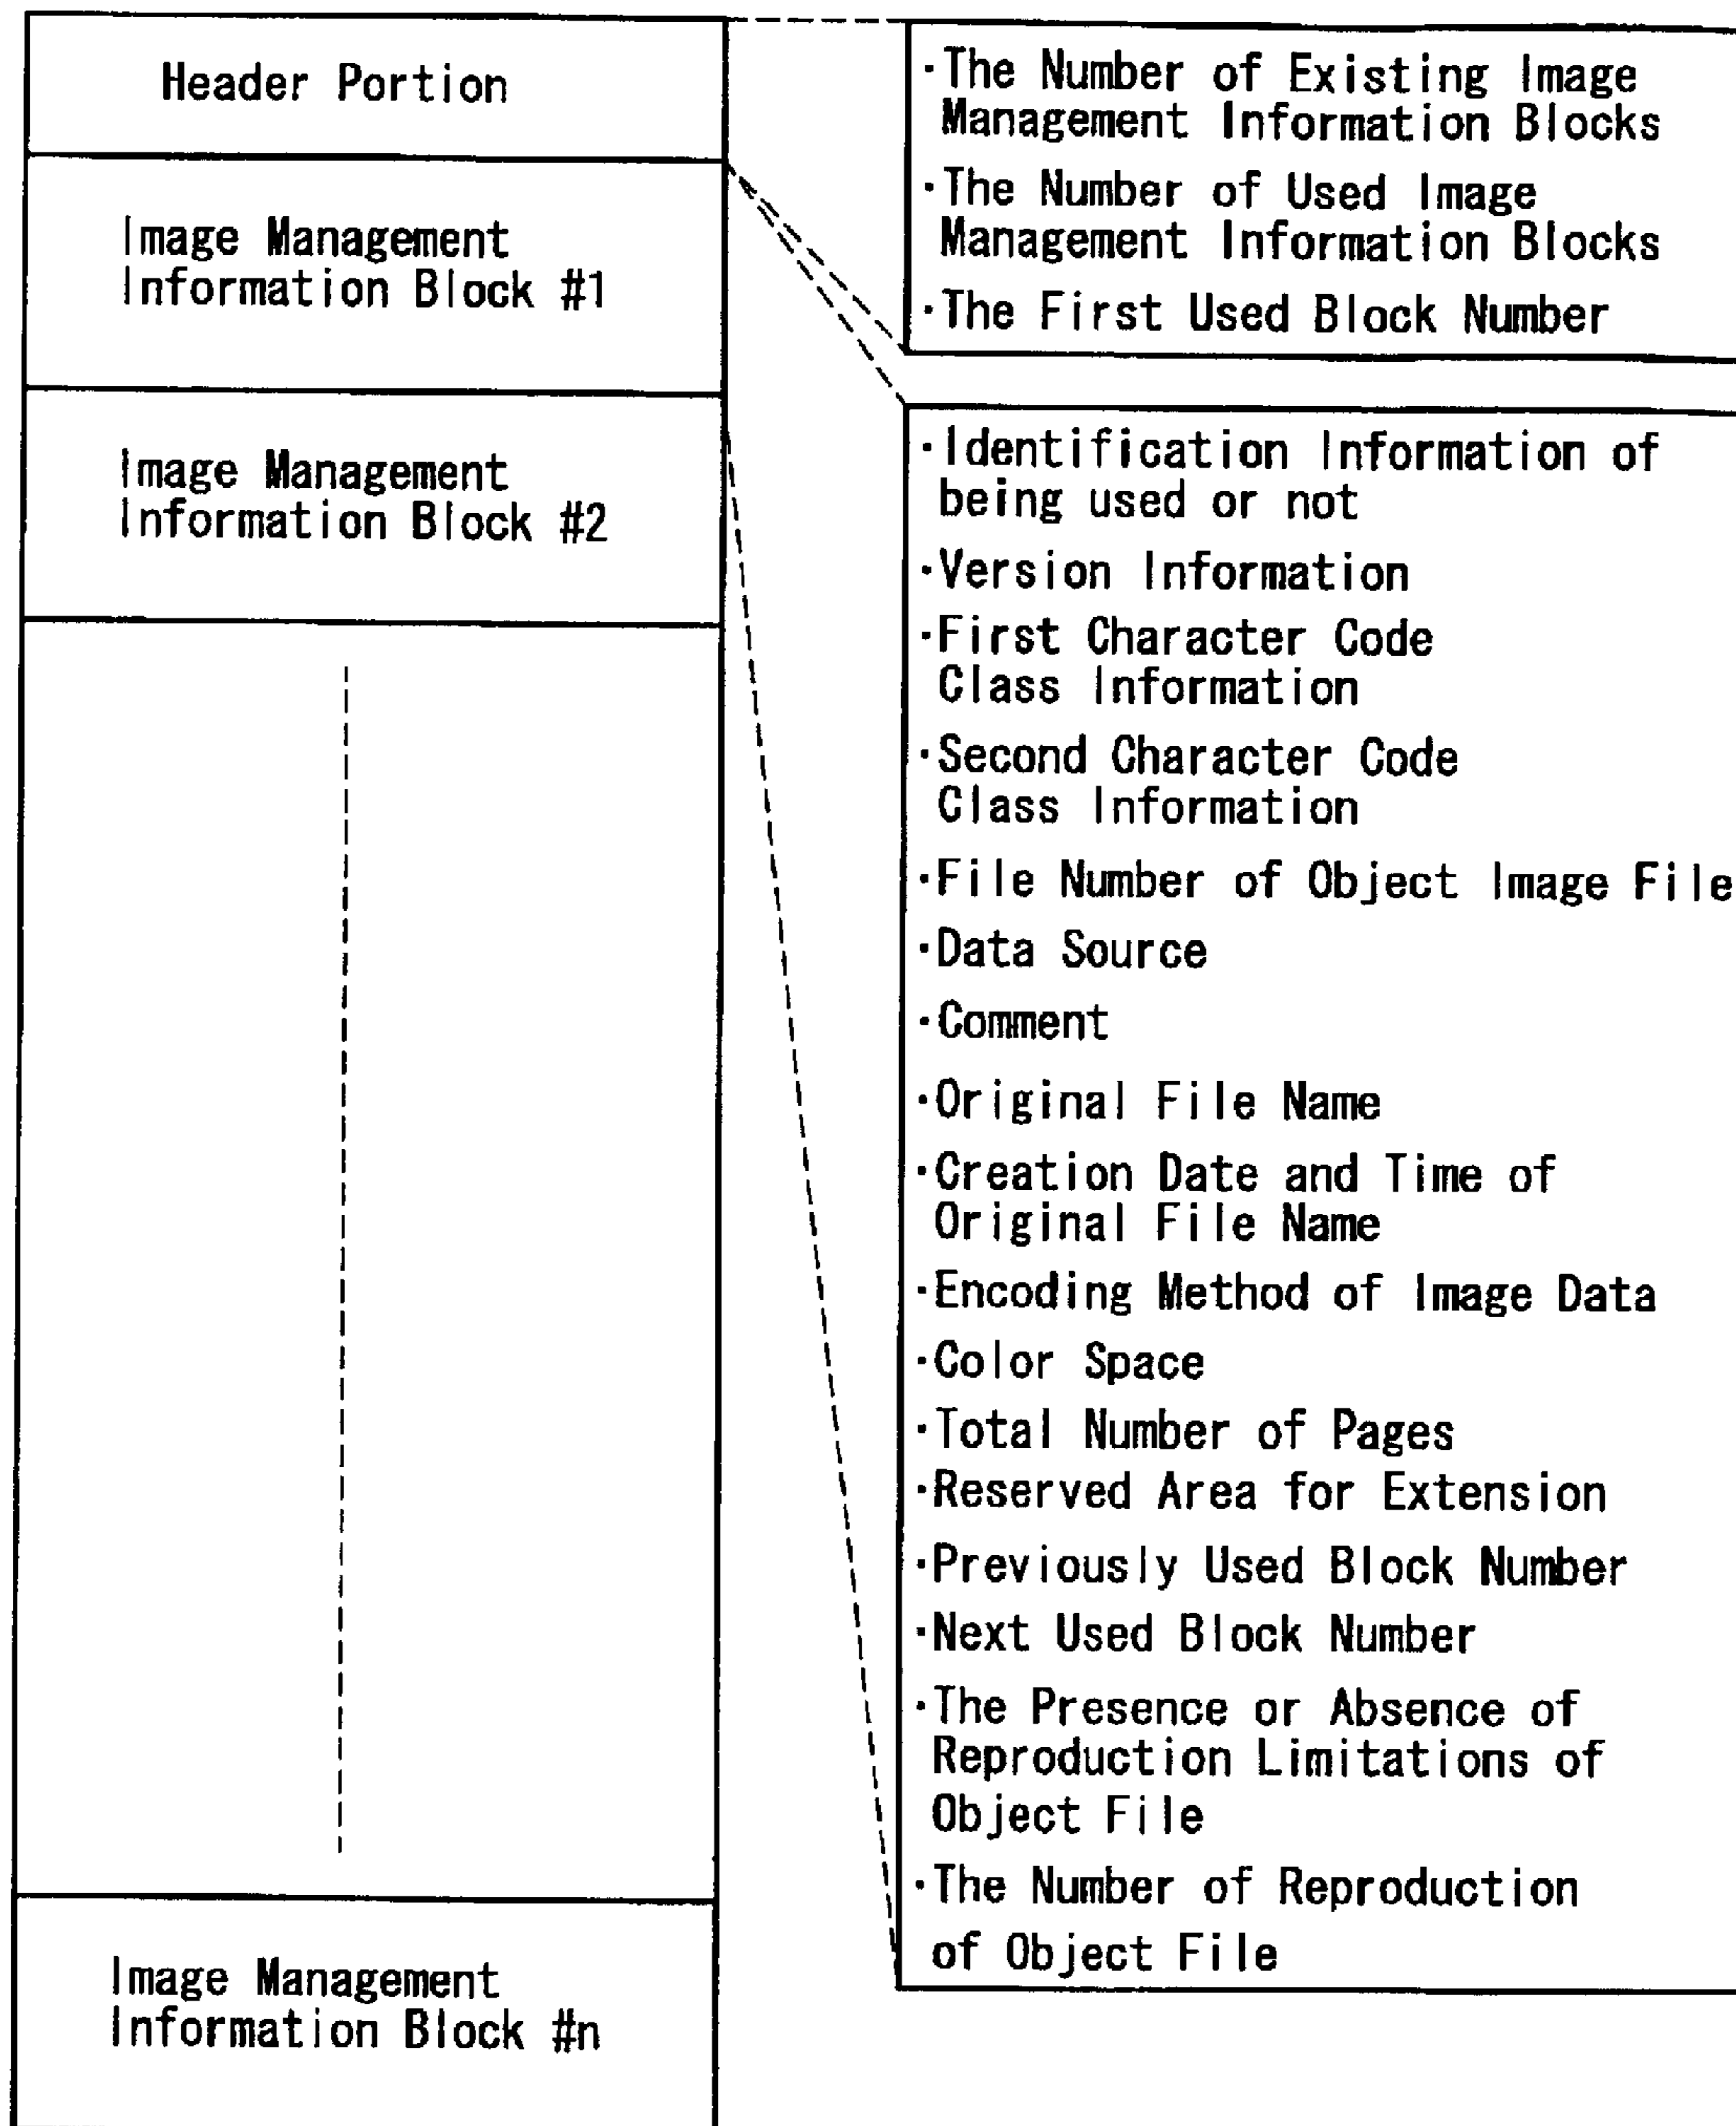 Header Portion
Image Management
Information Block #1
Image Management
Information Block #2
Image Management
Information Block #n
·The Number of Existing Image
Management Information Blocks
·The Number of Used Image
Management Information Blocks
·The First Used Block Number
·Identification Information of
being used or not
·Version Information
·First Character Code
Class Information
·Second Character Code
Class Information
·File Number of Object Image File
·Data Source
·Comment
·Original File Name
·Creation Date and Time of
Original File Name
·Encoding Method of Image Data
·Color Space
·Total Number of Pages
·Reserved Area for Extension
·Previously Used Block Number
·Next Used Block Number
·The Presence or Absence of
Reproduction Limitations of
Object File
·The Number of Reproduction
of Object File